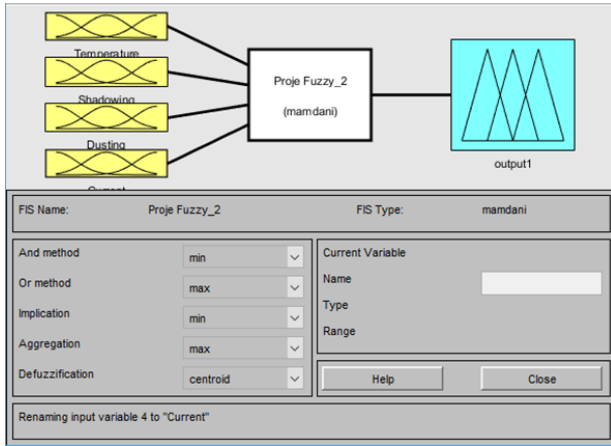 Temperature
Shadowing
Dusting
Current
Proje Fuzzy_2
(mamdani)
output1
FIS Name:
Proje Fuzzy_2
FIS Type:
mamdani
And method
min
Or method
max
Implication
min
Aggregation
max
Defuzzification
centroid
Current Variable
Name
Type
Range
Help
Close
Renaming input variable 4 to "Current"